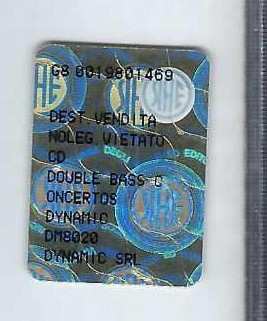 G8 0019801469
DEST VENDITA
NOLEG VIETATO
CD
DOUBLE BASS C
ONCERTOS
DYNAMIC
DM8020
DYNAMIC SRL